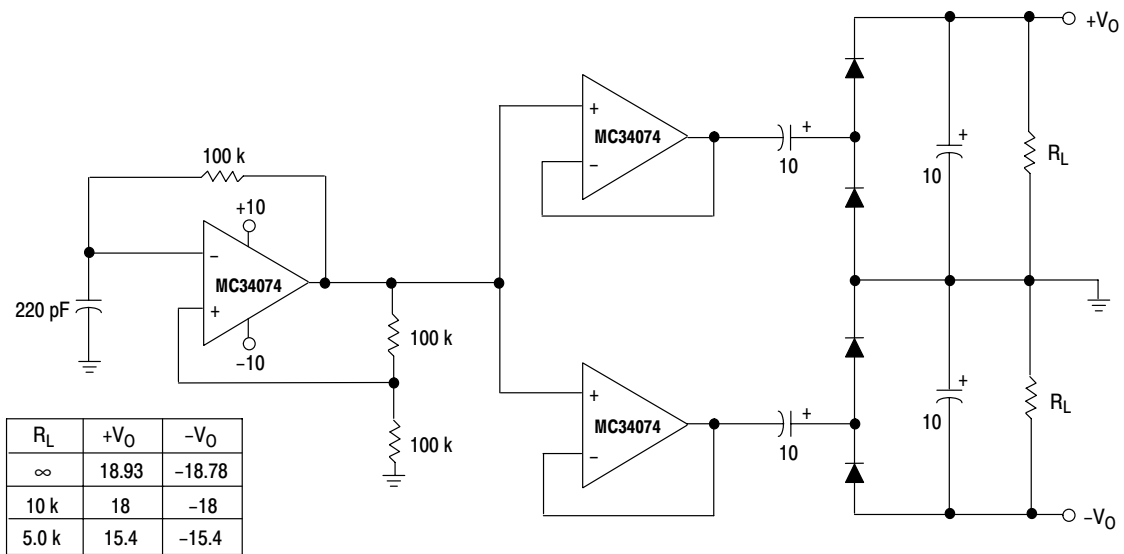 +V_O
+
MC34074
−
+
10
+
10
R_L
100 k
+10
−
MC34074
+
−10
220 pF
100 k
100 k
+
MC34074
−
+
10
+
10
R_L
−V_O
R_L +V_O −V_O
∞ 18.93 −18.78
10 k 18 −18
5.0 k 15.4 −15.4